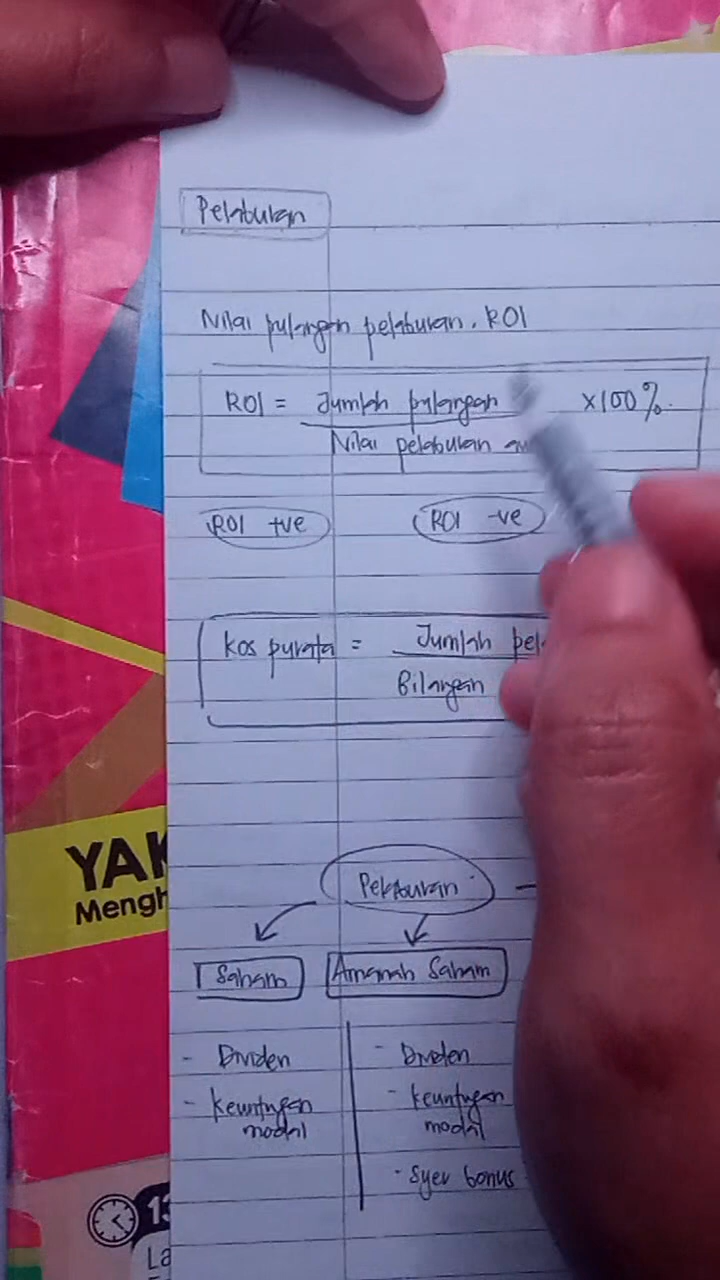 Pelaburan
Nilai pulangan pelaburan. ROI
ROI = Jumlah pulangan x100%
Nilai pelaburan
ROI +ve
ROI -ve
Kos purata = Jumlah
Bilangan
Pelaburan
Saham
Amanah Saham
- Dividen
- Keuntungan
modal
- Dividen
- Keuntungan
modal
- Syer bonus
YAK
Mengh
13
La